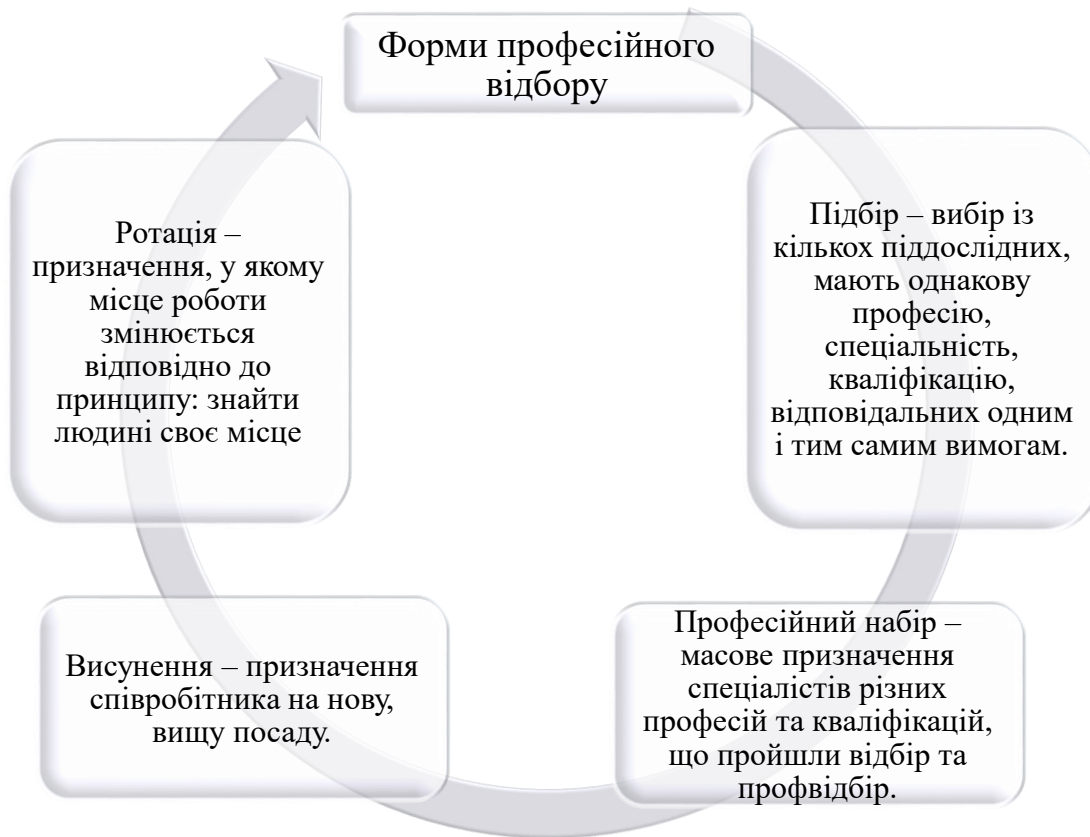 Форми професійного
відбору
Підбір – вибір із
кількох піддослідних,
мають однакову
професію,
спеціальність,
кваліфікацію,
відповідальних одним
і тим самим вимогам.
Професійний набір –
масове призначення
спеціалістів різних
професій та кваліфікацій,
що пройшли відбір та
профвідбір.
Висунення – призначення
співробітника на нову,
вищу посаду.
Ротація –
призначення, у якому
місце роботи
змінюється
відповідно до
принципу: знайти
людині своє місце